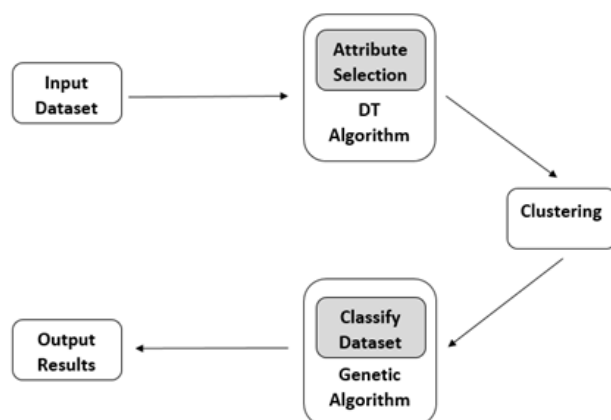 Input
Dataset
Attribute
Selection
DT
Algorithm
Clustering
Classify
Dataset
Genetic
Algorithm
Output
Results